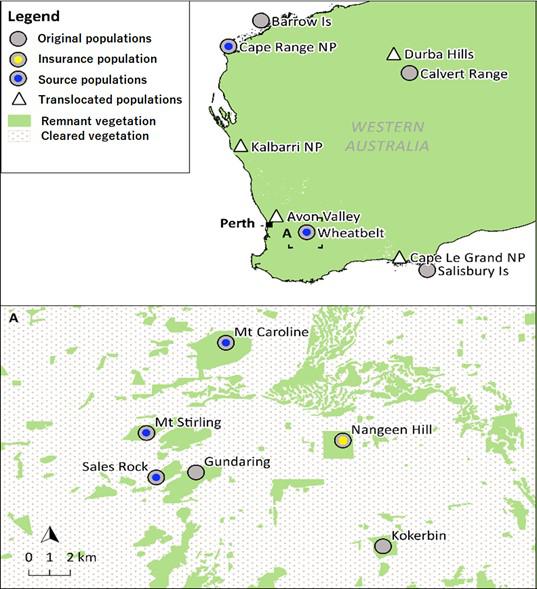 Legend
Original populations
Insurance population
Source populations
Translocated populations
Remnant vegetation
Cleared vegetation
Barrow Is
Cape Range NP
Durba Hills
Calvert Range
WESTERN
AUSTRALIA
Kalbarri NP
Avon Valley
Perth
A
Wheatbelt
Cape Le Grand NP
Salisbury Is
A
Mt Caroline
Mt Stirling
Nangeen Hill
Sales Rock
Gundaring
Kokerbin
0 1 2 km